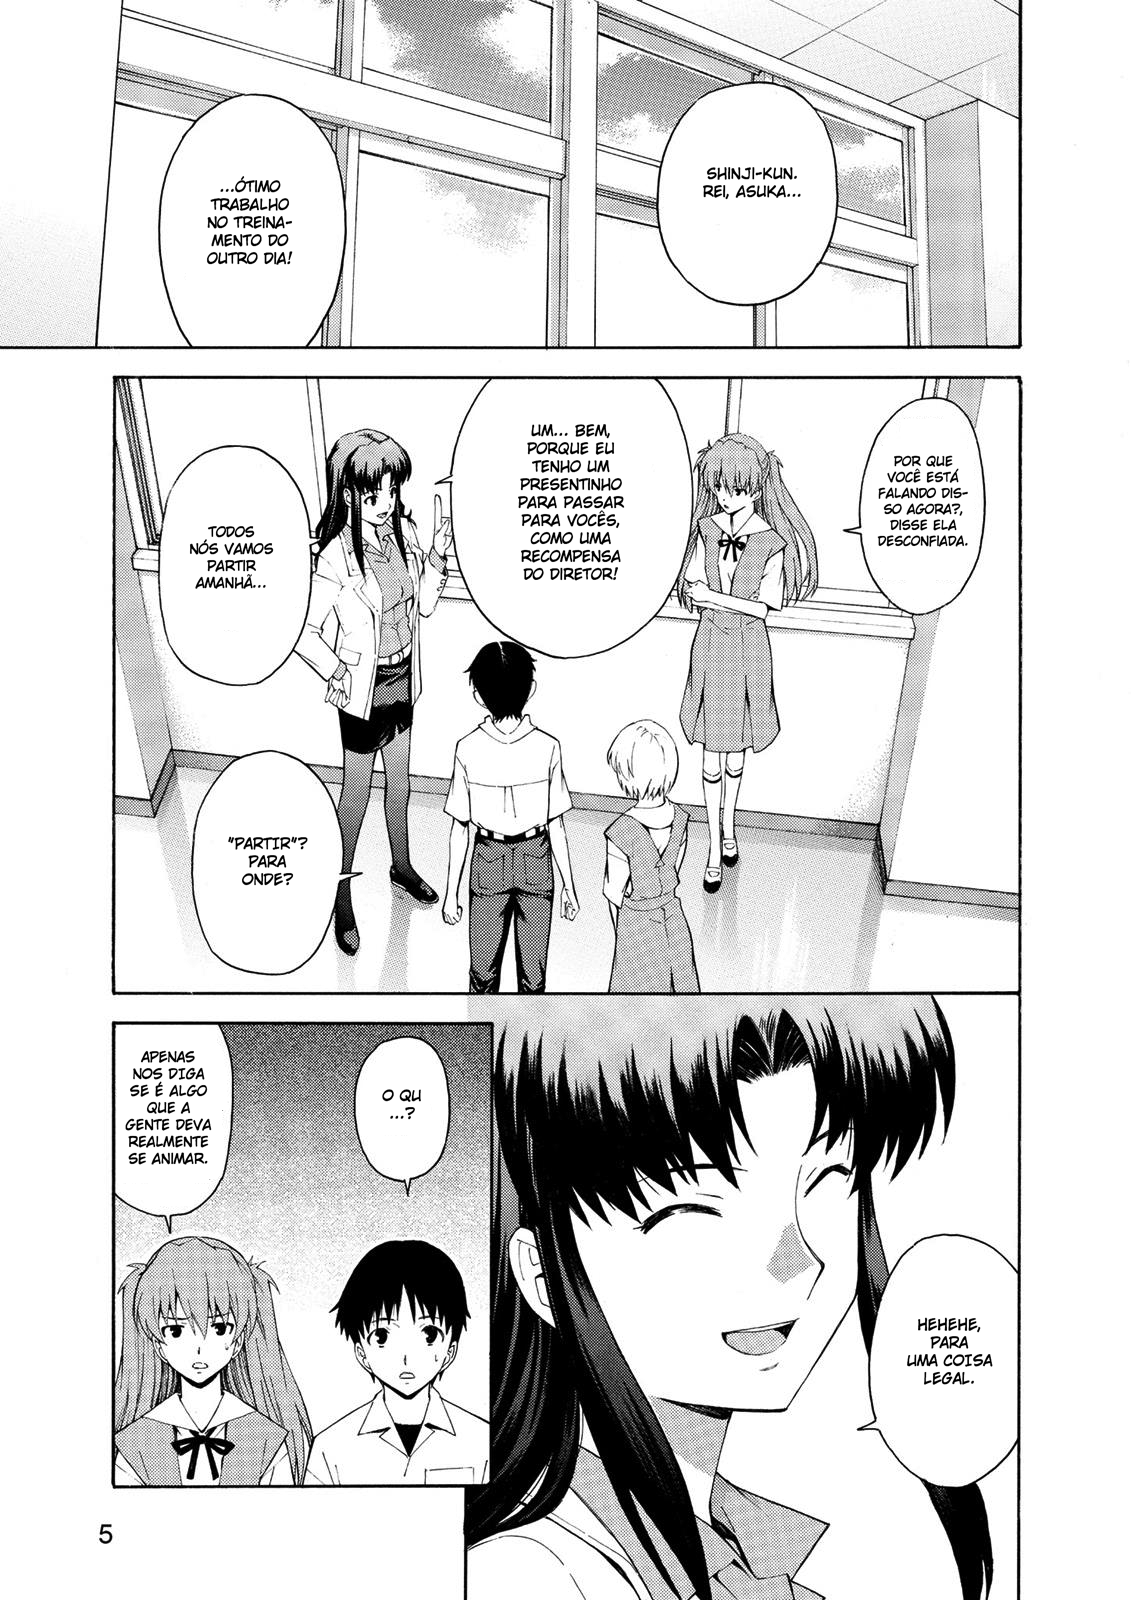 SHINJI-KUN.
REI, ASUKA...
...ÓTIMO
TRABALHO
NO TREINA-
MENTO DO
OUTRO DIA!
POR QUE
VOCÊ ESTÁ
FALANDO DIS-
SO AGORA?,
DISSE ELA
DESCONFIADA.
UM... BEM,
PORQUE EU
TENHO UM
PRESENTINHO
PARA PASSAR
PARA VOCÊS,
COMO UMA
RECOMPENSA
DO DIRETOR!
TODOS
NÓS VAMOS
PARTIR
AMANHÃ...
"PARTIR"?
PARA
ONDE?
HEHEHE,
PARA
UMA COISA
LEGAL.
O QU
...?
APENAS
NOS DIGA
SE É ALGO
QUE A
GENTE DEVA
REALMENTE
SE ANIMAR.
5